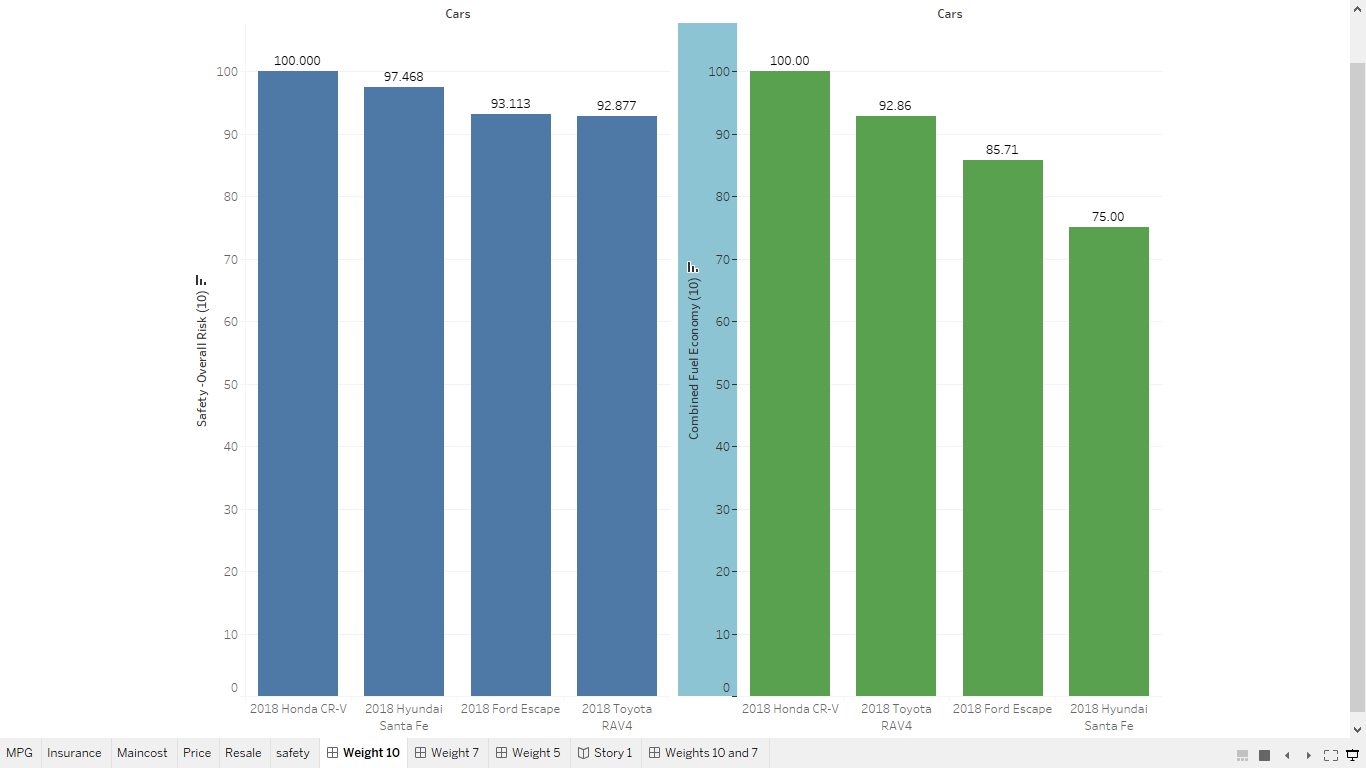 Cars
100.000
97.468
93.113
92.877
100
90
80
70
60
50
40
30
20
10
0
Safety -Overall Risk (10)
2018 Honda CR-V
2018 Hyundai
Santa Fe
2018 Ford Escape
2018 Toyota
RAV4
Cars
100.00
92.86
85.71
75.00
100
90
80
70
60
50
40
30
20
10
0
Combined Fuel Economy (10)
2018 Honda CR-V
2018 Toyota
RAV4
2018 Ford Escape
2018 Hyundai
Santa Fe
MPG
Insurance
Maincost
Price
Resale
safety
Weight 10
Weight 7
Weight 5
Story 1
Weights 10 and 7